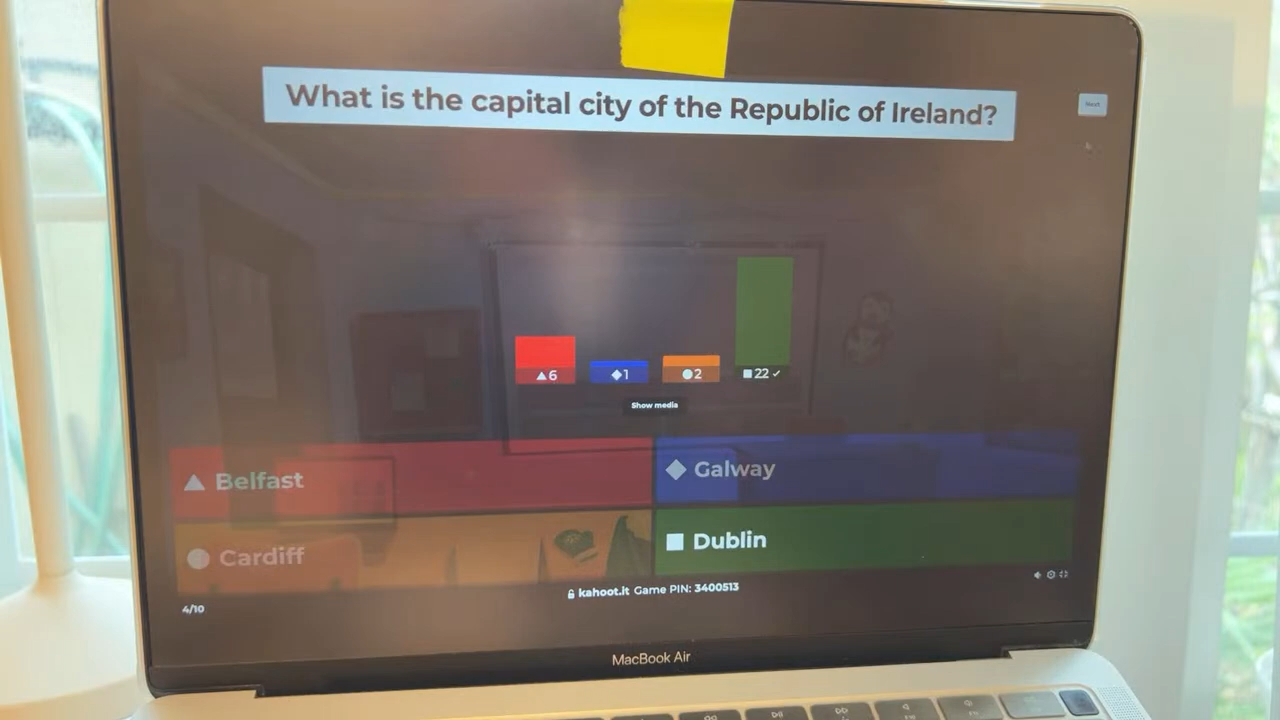 What is the capital city of the Republic of Ireland?
Next
6
1
2
22
Show media
Belfast
Galway
Cardiff
Dublin
kahoot.it Game PIN: 3400513
4/10
MacBook Air